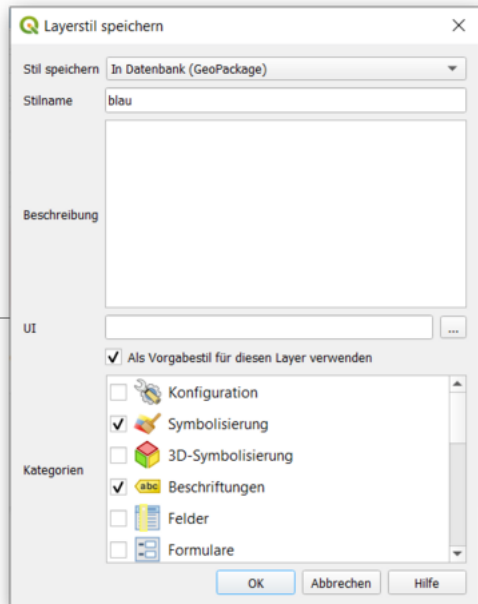 Layerstil speichern
Stil speichern In Datenbank (GeoPackage)
Stilname blau
Beschreibung
UI ...
Als Vorgabestil für diesen Layer verwenden
Kategorien
Konfiguration
Symbolisierung
3D-Symbolisierung
abc Beschriftungen
Felder
Formulare
OK Abbrechen Hilfe